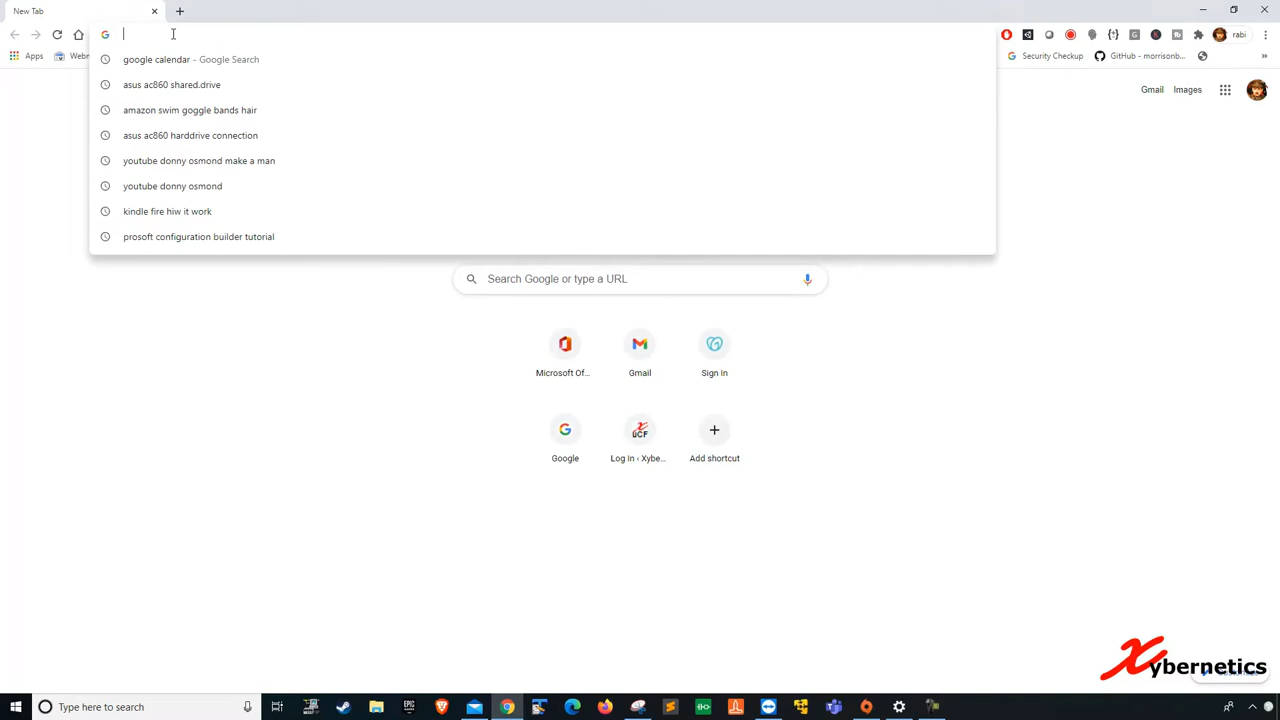 New Tab
rabi
Apps
Webm
Security Checkup
GitHub - morrisonb...
google calendar - Google Search
asus ac860 shared.drive
amazon swim goggle bands hair
asus ac860 harddrive connection
youtube donny osmond make a man
youtube donny osmond
kindle fire hiw it work
prosoft configuration builder tutorial
Gmail
Images
Search Google or type a URL
Microsoft Of...
Gmail
Sign In
Google
Log In ‹ Xybe...
Add shortcut
Xybernetics
Type here to search